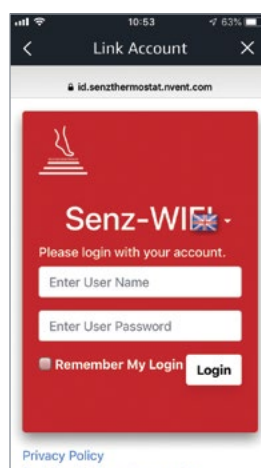 10:53
63%
Link Account
id.senzthermostat.nvent.com
Senz-WIFI
Please login with your account.
Enter User Name
Enter User Password
Remember My Login
Login
Privacy Policy